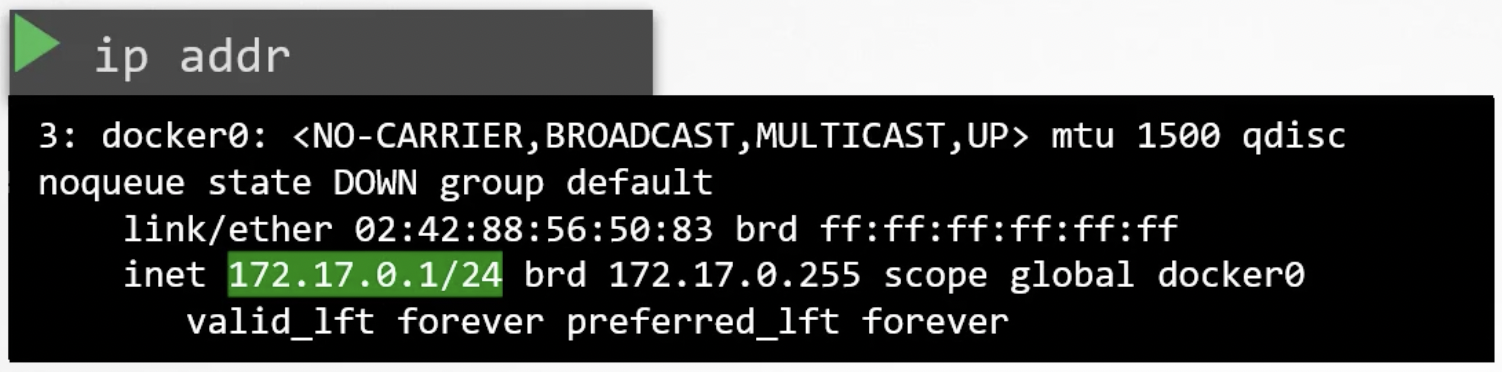 ip addr
3: docker0: <NO-CARRIER,BROADCAST,MULTICAST,UP> mtu 1500 qdisc
noqueue state DOWN group default
link/ether 02:42:88:56:50:83 brd ff:ff:ff:ff:ff:ff
inet 172.17.0.1/24 brd 172.17.0.255 scope global docker0
valid_lft forever preferred_lft forever